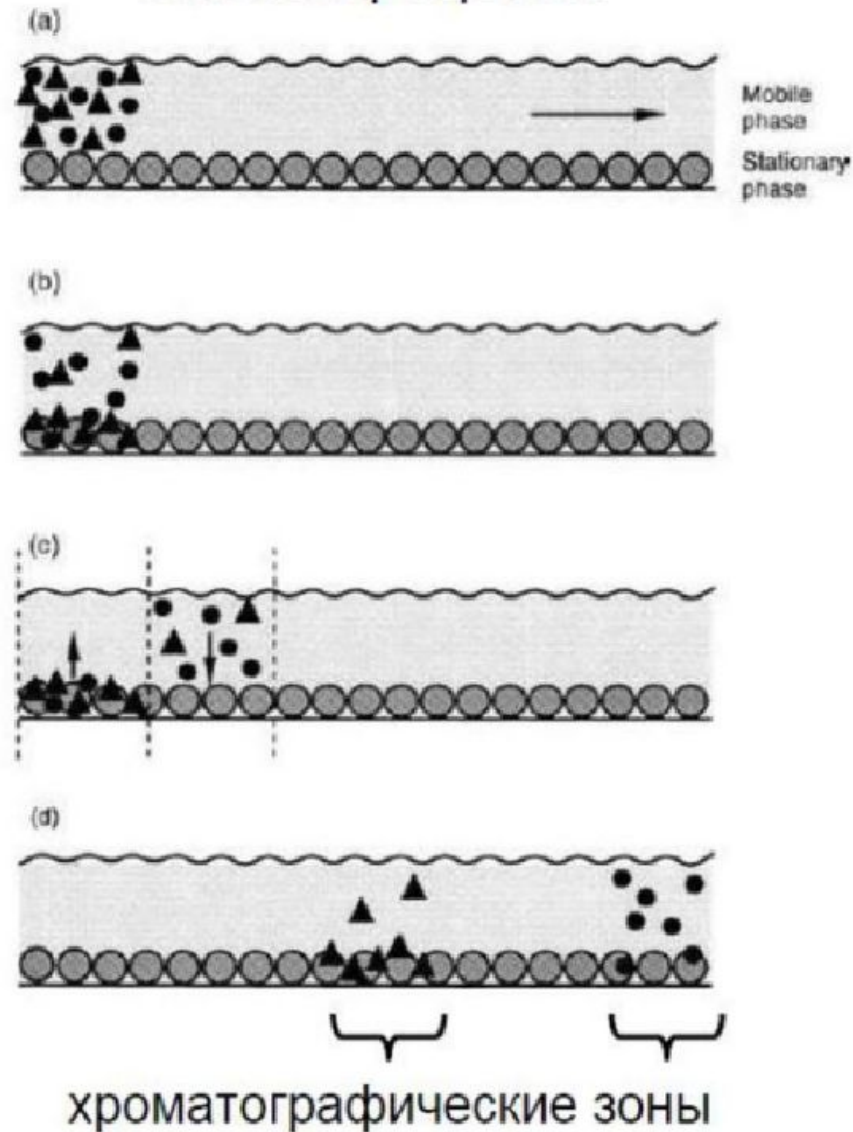 (a)
Mobile
phase
Stationary
phase
(b)
(c)
(d)
хроматографические зоны